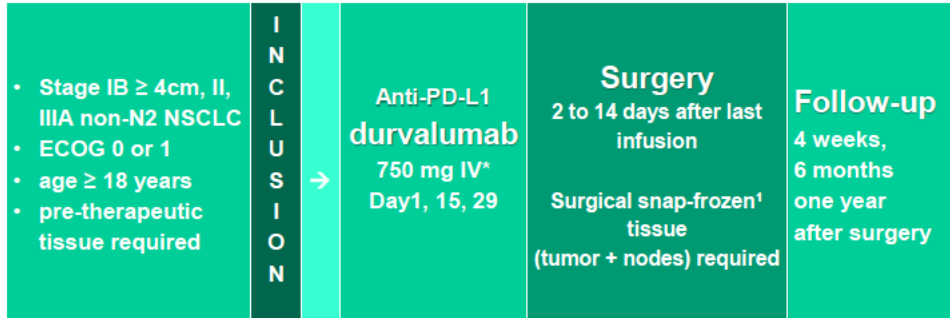 • Stage IB ≥ 4cm, II,
IIIA non-N2 NSCLC
• ECOG 0 or 1
• age ≥ 18 years
• pre-therapeutic
tissue required
I
N
C
L
U
S
I
O
N
→
Anti-PD-L1
durvalumab
750 mg IV*
Day1, 15, 29
Surgery
2 to 14 days after last
infusion
Surgical snap-frozen¹
tissue
(tumor + nodes) required
Follow-up
4 weeks,
6 months
one year
after surgery